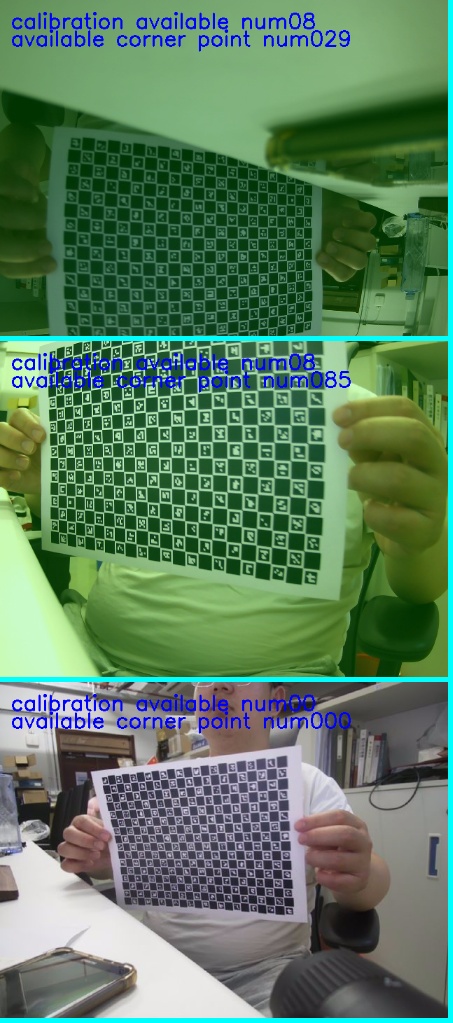 calibration available num08
available corner point num029
calibration available num08
available corner point num085
calibration available num00
available corner point num000